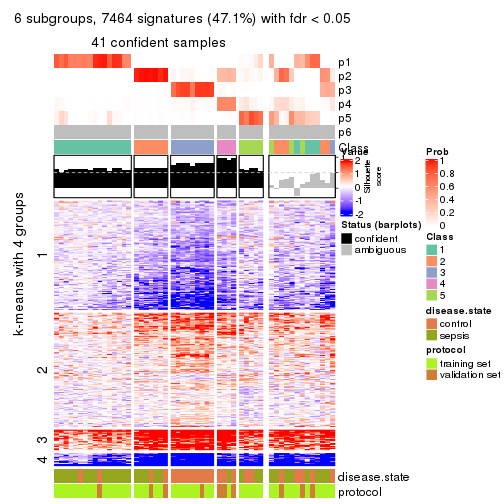 6 subgroups, 7464 signatures (47.1%) with fdr < 0.05
41 confident samples
p1
p2
p3
p4
p5
p6
Class
k-means with 4 groups
1
2
3
4
disease.state
protocol
1
Value
2
1
0
-1
-2
Silhouette
score
Status (barplots)
confident
ambiguous
Prob
1
0.8
0.6
0.4
0.2
0
Class
1
2
3
4
5
disease.state
control
sepsis
protocol
training set
validation set